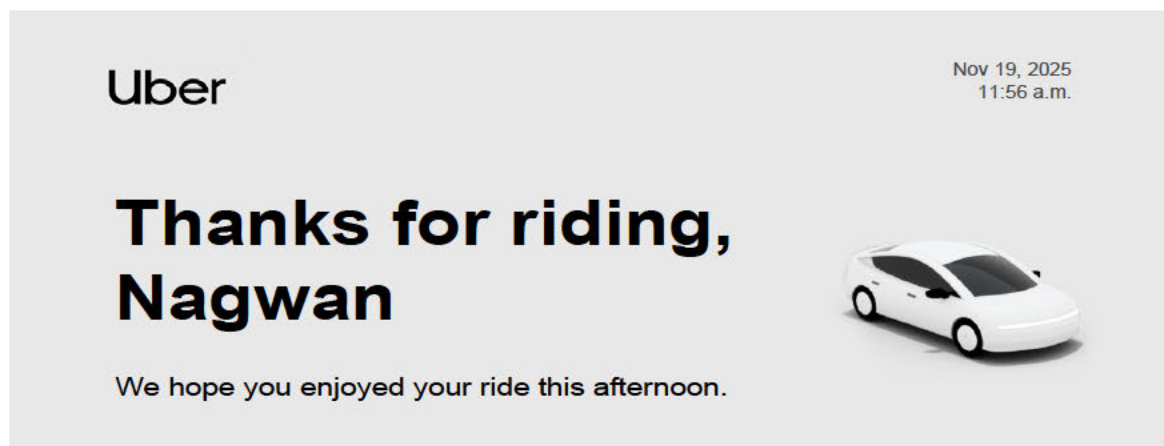 Uber
Nov 19, 2025
11:56 a.m.
Thanks for riding,
Nagwan
We hope you enjoyed your ride this afternoon.